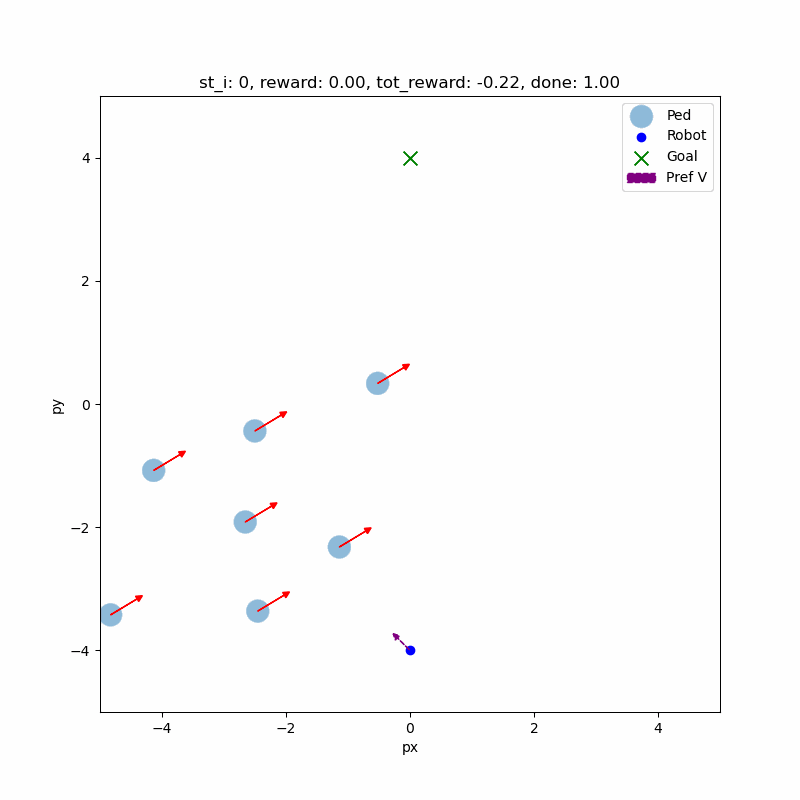 st_i: 0, reward: 0.00, tot_reward: -0.22, done: 1.00
Ped
Robot
Goal
Pref V
4
2
0
−2
−4
py
−4
−2
0
2
4
px